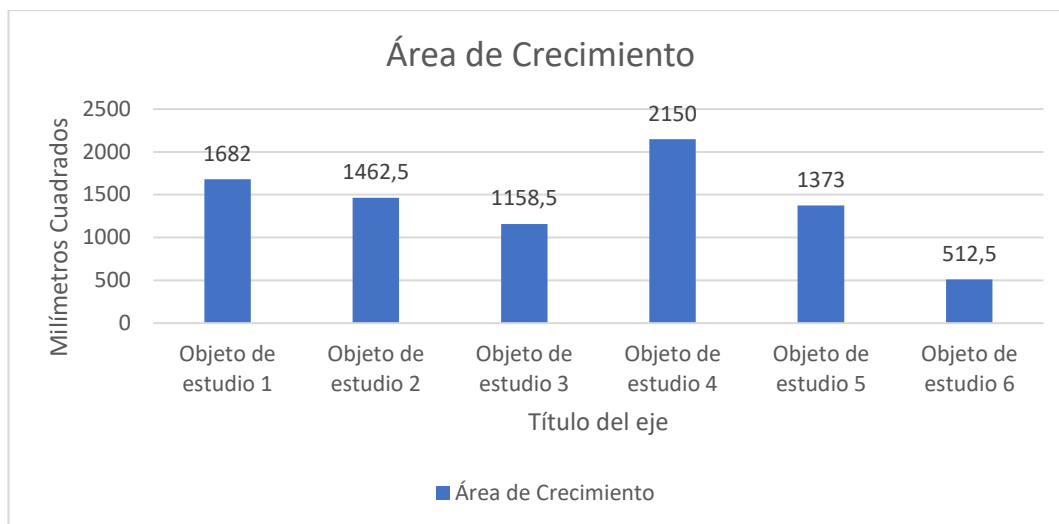 Área de Crecimiento
Milímetros Cuadrados
2500
2000
1500
1000
500
0
1682
1462,5
1158,5
2150
1373
512,5
Objeto de
estudio 1
Objeto de
estudio 2
Objeto de
estudio 3
Objeto de
estudio 4
Objeto de
estudio 5
Objeto de
estudio 6
Título del eje
Área de Crecimiento